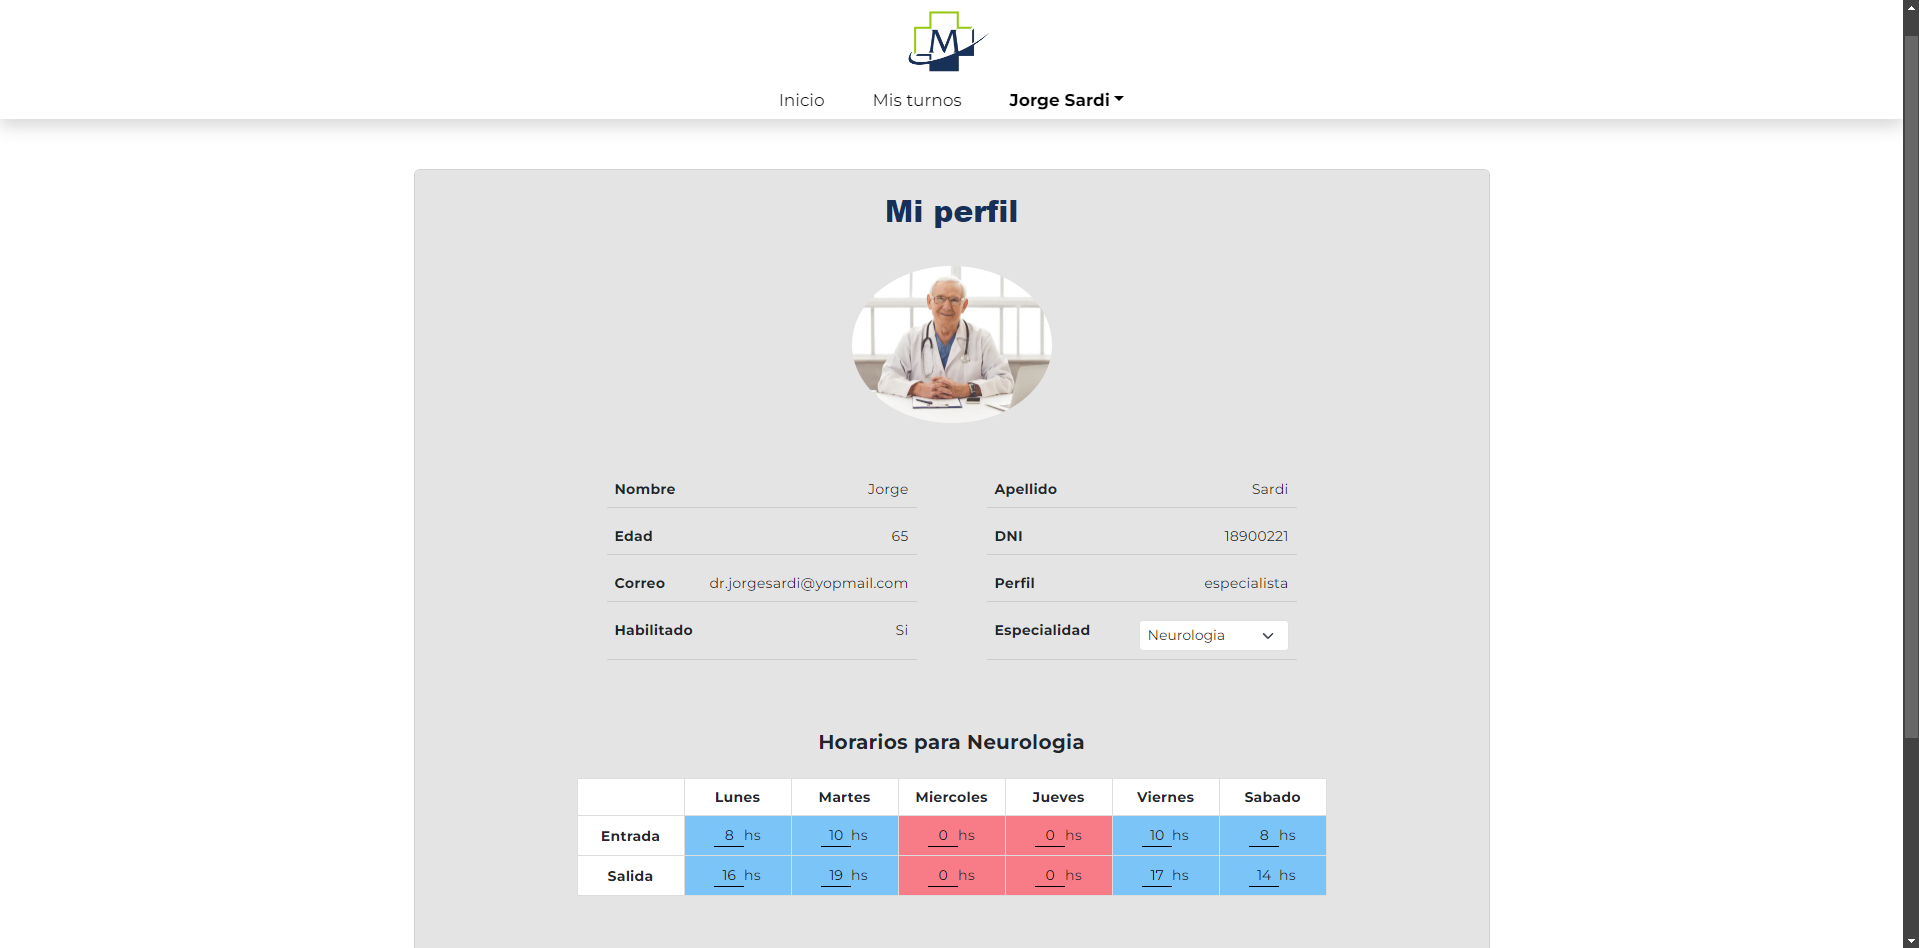 M
Inicio Mis turnos Jorge Sardi
Mi perfil
Nombre Jorge Apellido Sardi
Edad 65 DNI 18900221
Correo dr.jorgesardi@yopmail.com Perfil especialista
Habilitado Si Especialidad Neurologia
Horarios para Neurologia
Lunes Martes Miercoles Jueves Viernes Sabado
Entrada 8 hs 10 hs 0 hs 0 hs 10 hs 8 hs
Salida 16 hs 19 hs 0 hs 0 hs 17 hs 14 hs